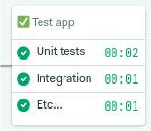 ✅ Test app
Unit tests 00:02
Integration 00:01
Etc... 00:01